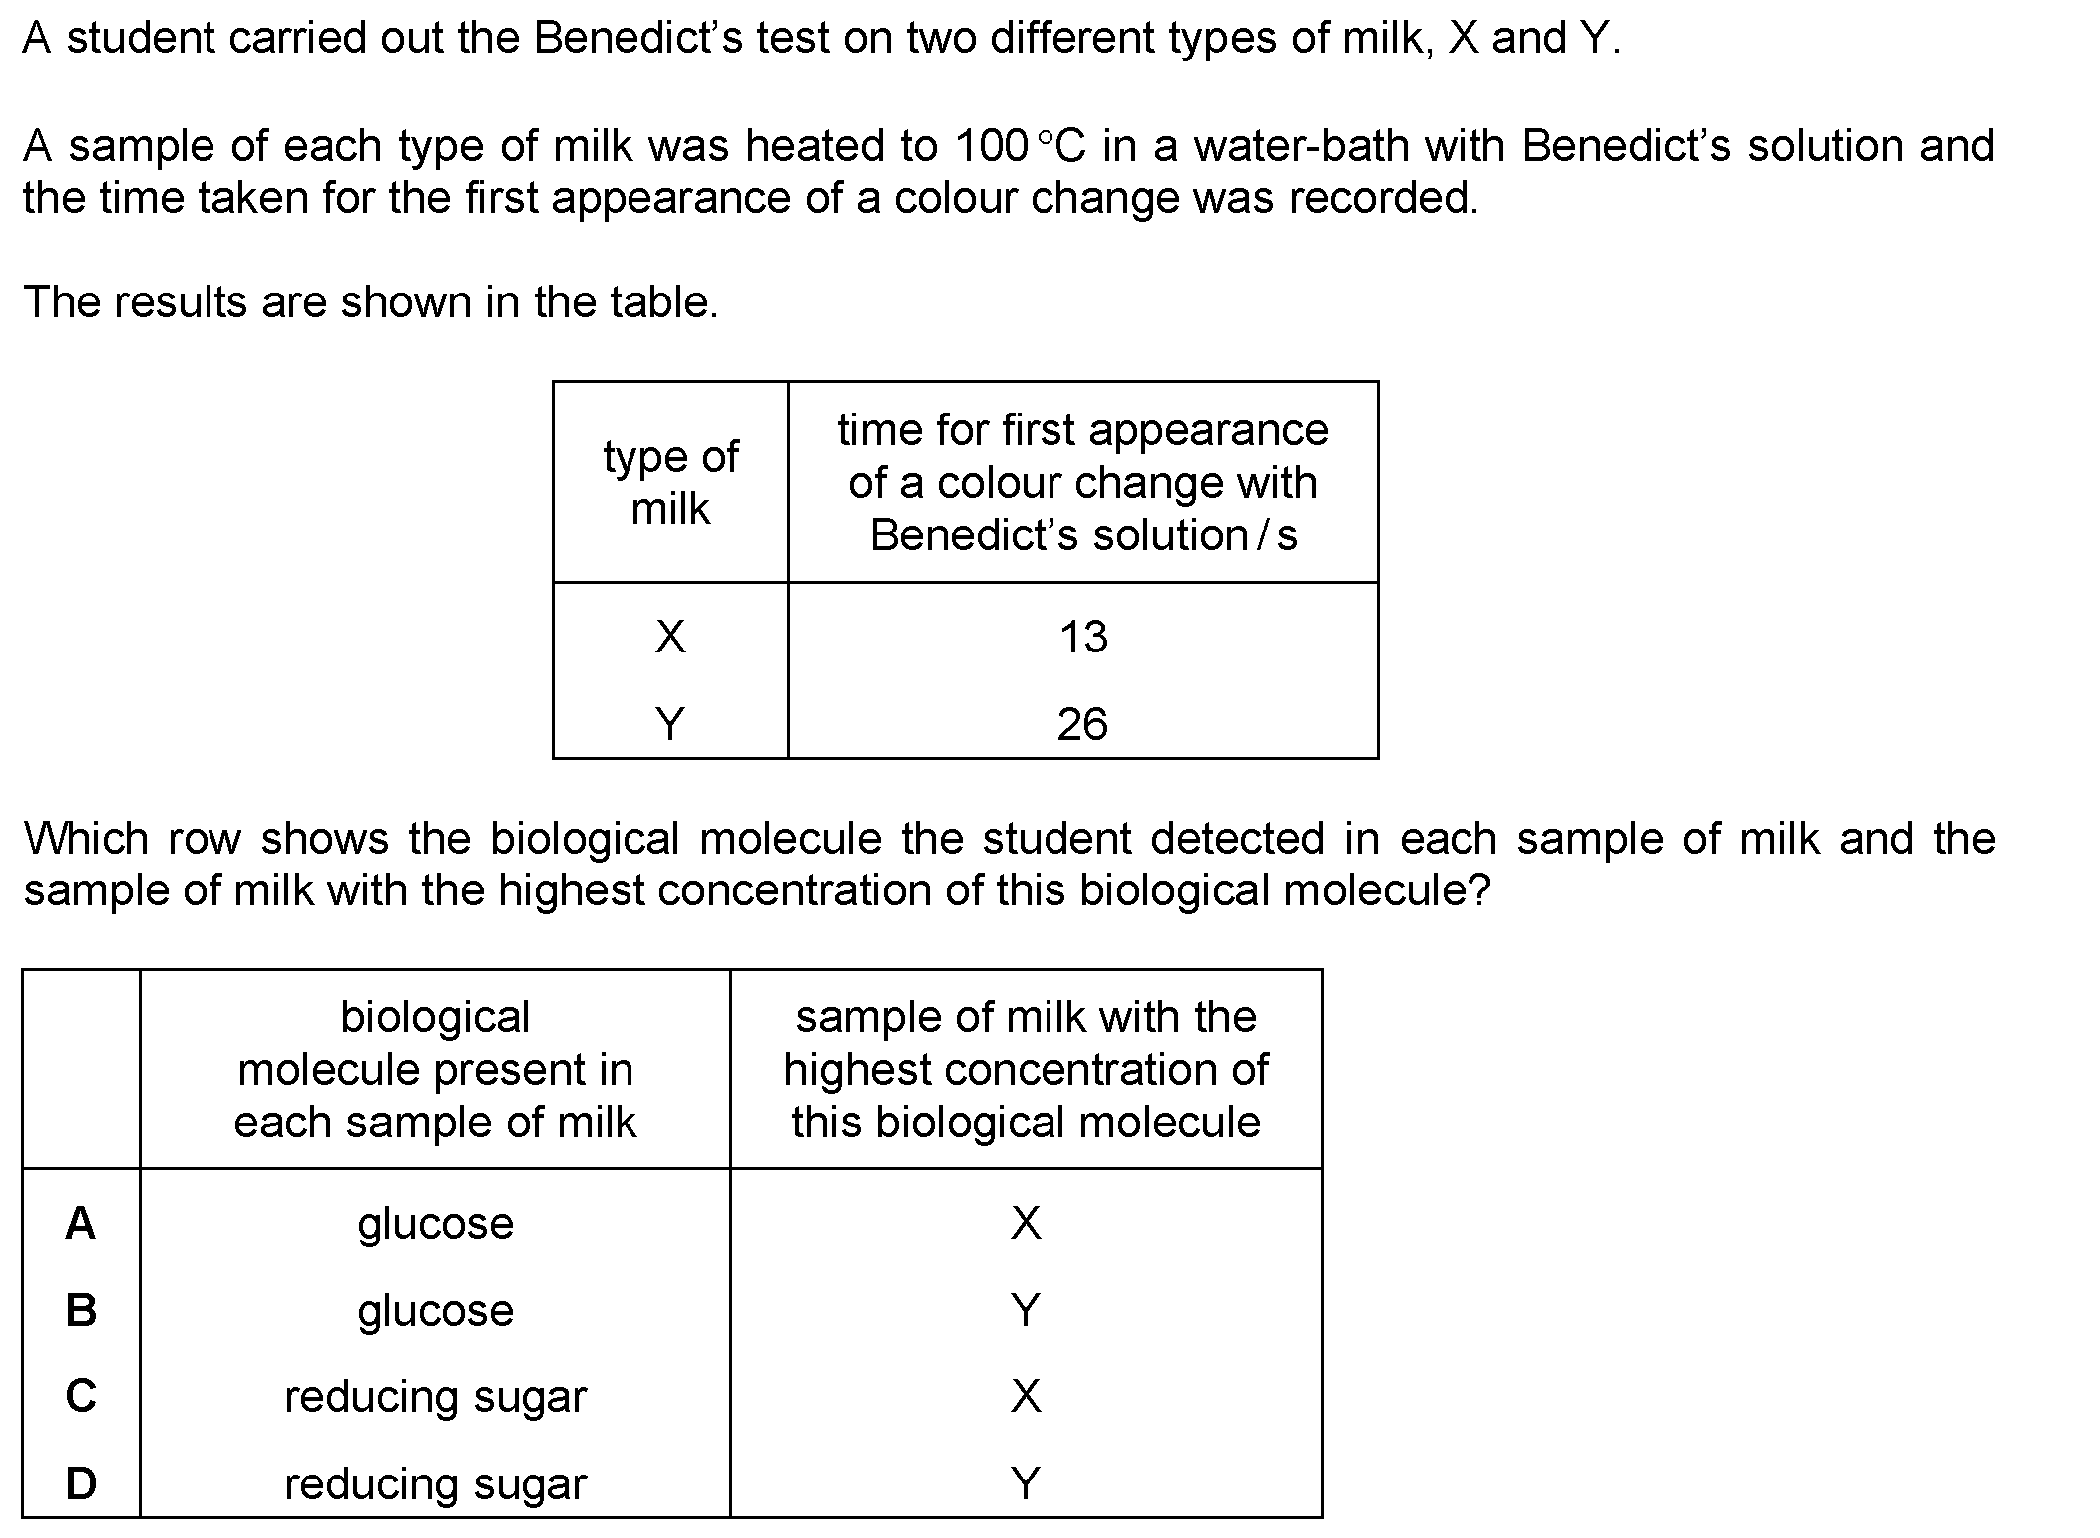 A student carried out the Benedict’s test on two different types of milk, X and Y.
A sample of each type of milk was heated to 100 °C in a water-bath with Benedict’s solution and
the time taken for the first appearance of a colour change was recorded.
The results are shown in the table.
type of
milk
time for first appearance
of a colour change with
Benedict’s solution / s
X 13
Y 26
Which row shows the biological molecule the student detected in each sample of milk and the
sample of milk with the highest concentration of this biological molecule?
biological
molecule present in
each sample of milk
sample of milk with the
highest concentration of
this biological molecule
A glucose X
B glucose Y
C reducing sugar X
D reducing sugar Y